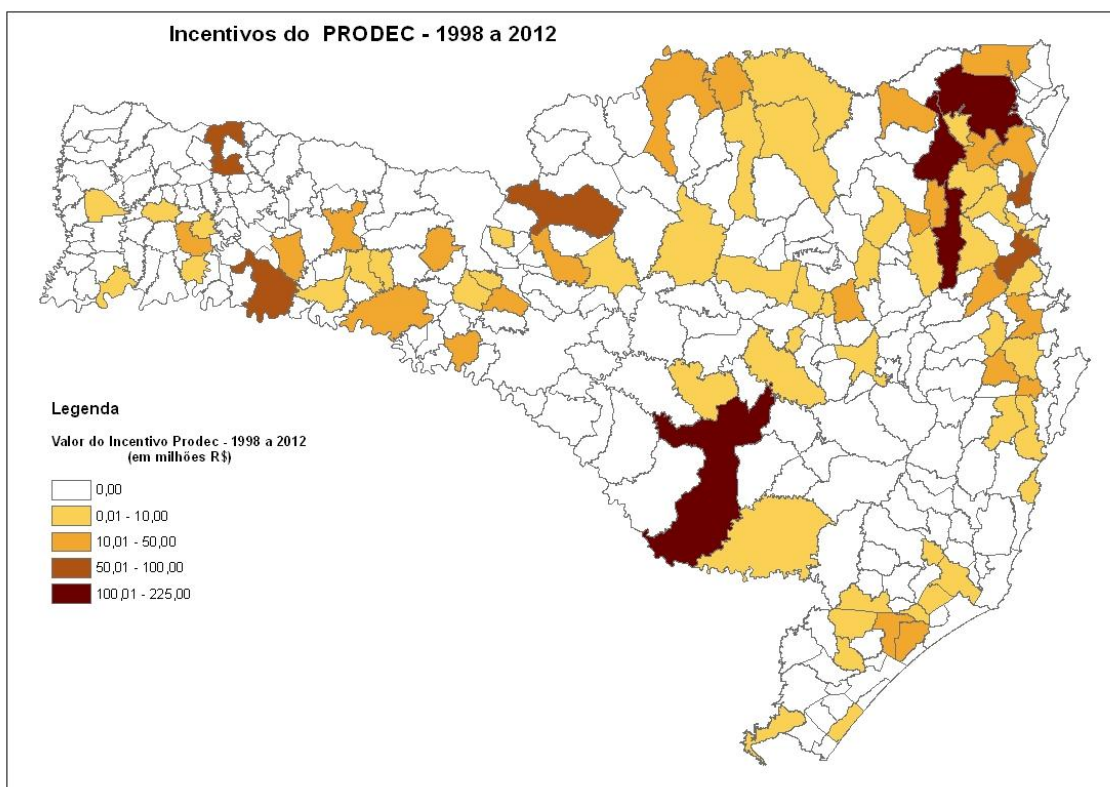 Incentivos do PRODEC - 1998 a 2012
Legenda
Valor do Incentivo Prodec - 1998 a 2012
(em milhões R$)
0,00
0,01 - 10,00
10,01 - 50,00
50,01 - 100,00
100,01 - 225,00